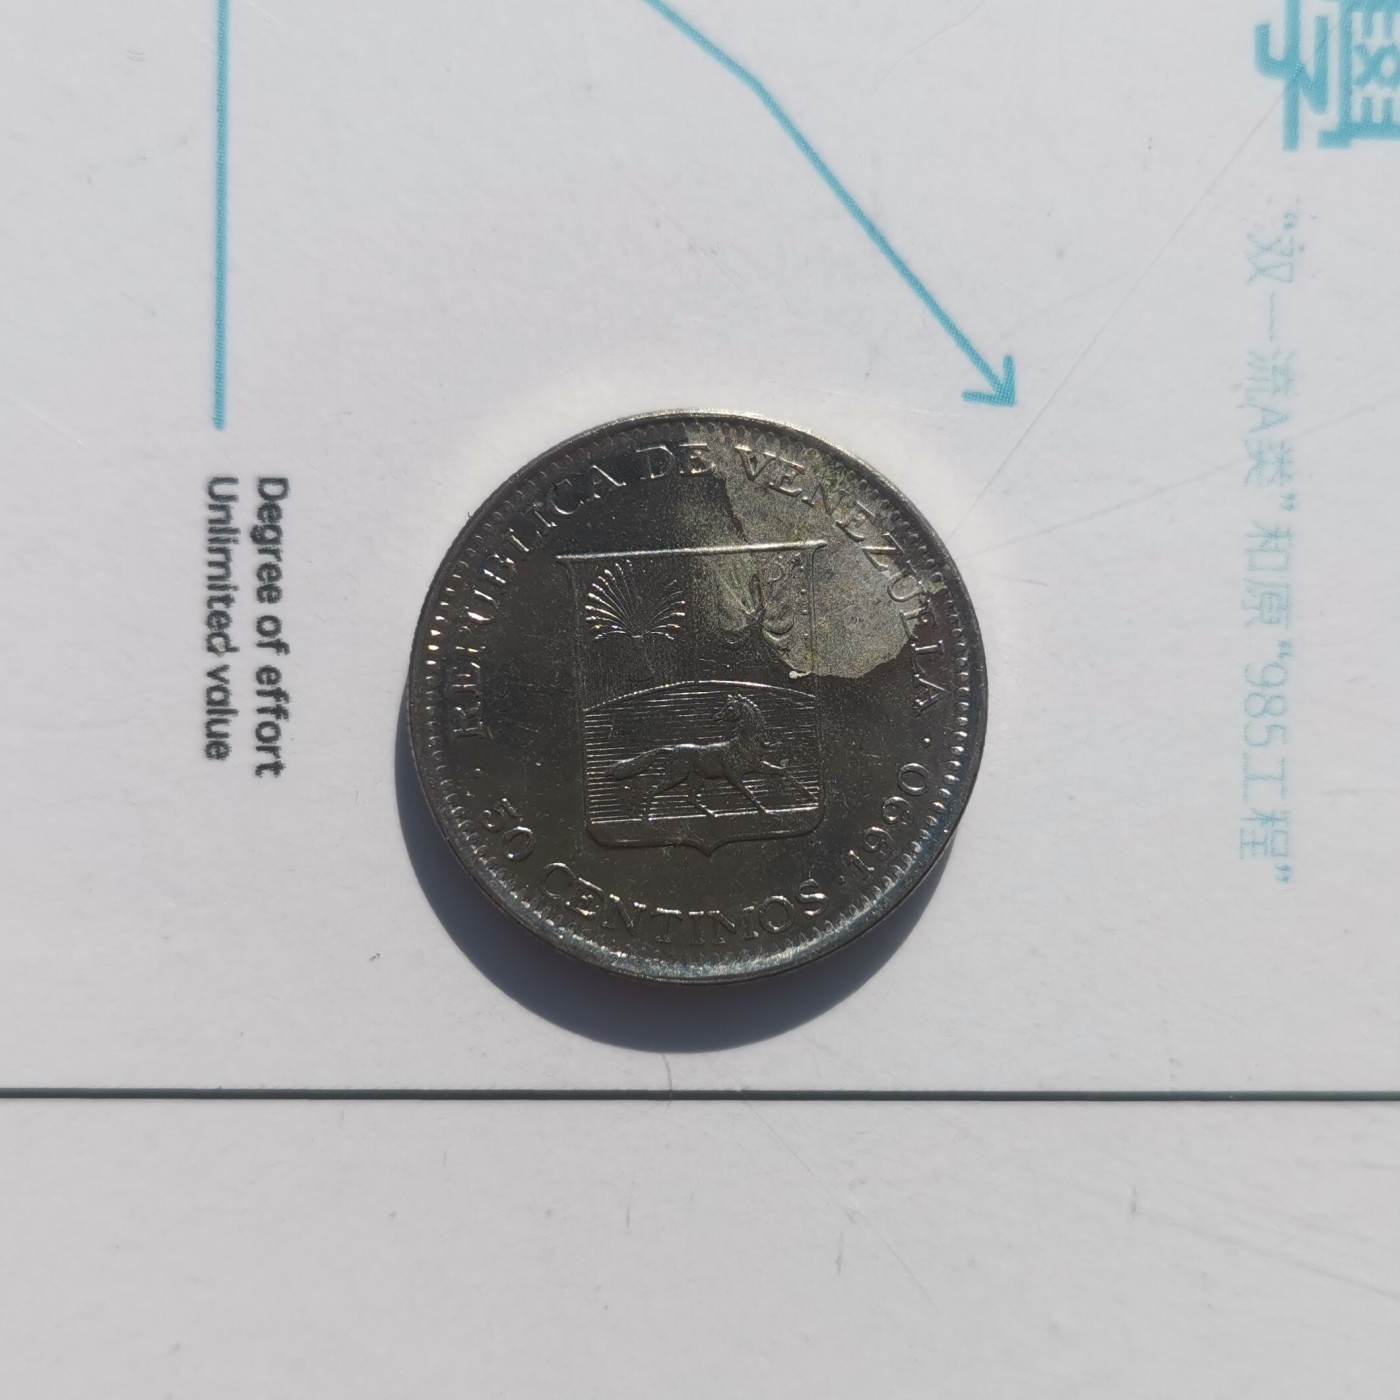 REPUBLICA DE VENEZUELA
50 CENTIMOS · 1990
Degree of effort
Unlimited value
“双一流A类”和原“985工程”